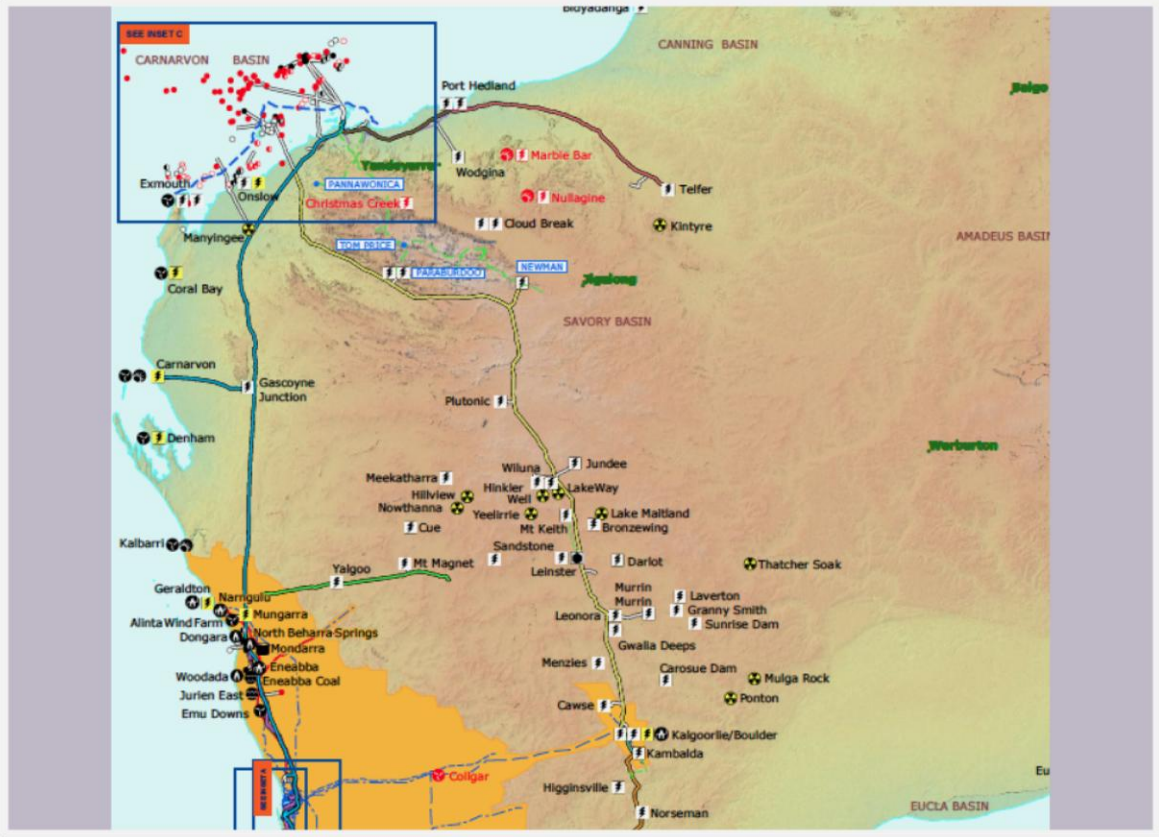 Bidyadanga
SEE INSET C
CARNARVON BASIN
CANNING BASIN
Port Hedland
Balgo
Yandeyarra
Marble Bar
Wodgina
Exmouth
Onslow
PANNAWONICA
Christmas Creek
Nullagine
Telfer
Cloud Break
Kintyre
Manyingee
TOM PRICE
AMADEUS BASIN
Coral Bay
PARABURDOO
NEWMAN
Jigalong
SAVORY BASIN
Carnarvon
Gascoyne
Junction
Plutonic
Denham
Warburton
Meekatharra
Wiluna
Jundee
Hillview
Hinkler
Well
LakeWay
Nowthanna
Yeelirrie
Lake Maitland
Cue
Mt Keith
Bronzewing
Kalbarri
Sandstone
Mt Magnet
Leinster
Darlot
Thatcher Soak
Yalgoo
Geraldton
Narngulu
Murrin
Murrin
Laverton
Granny Smith
Mungarra
Alinta Wind Farm
Leonora
Sunrise Dam
Dongara
North Beharra Springs
Mondarra
Gwalia Deeps
Menzies
Eneabba
Carosue Dam
Woodada
Eneabba Coal
Mulga Rock
Jurien East
Ponton
Emu Downs
Cawse
Kalgoorlie/Boulder
Kambalda
Collgar
SEE INSET A
Higginsville
Eu
EUCLA BASIN
Norseman